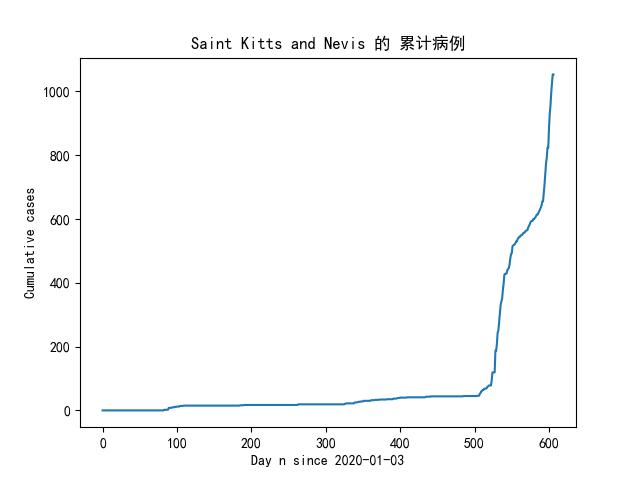 Saint Kitts and Nevis 的 累计病例
Cumulative cases
1000
800
600
400
200
0
0 100 200 300 400 500 600
Day n since 2020-01-03